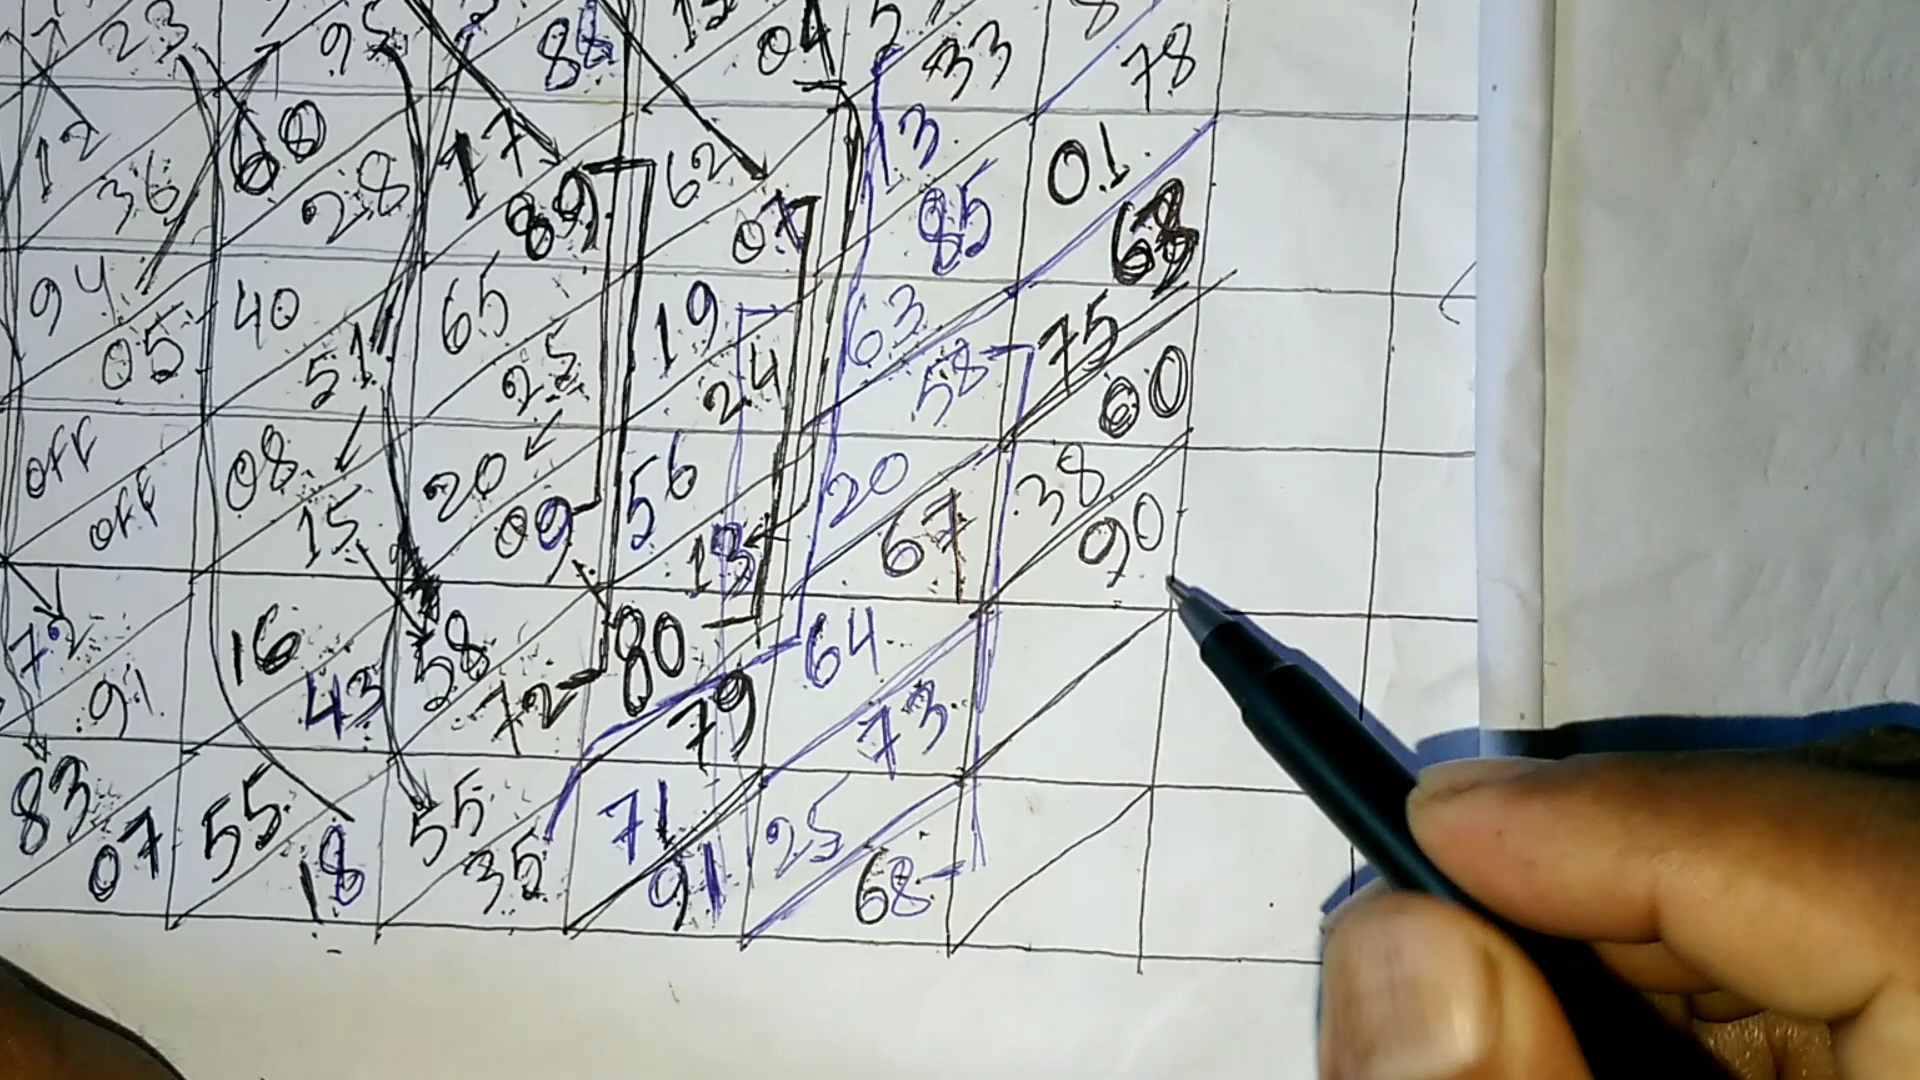 23 95 88 04 33 78
12 60 17 62 13 01
36 28 89 07 85 68
94 40 65 19 63 75
05 51 25 24 58 60
OFF 08 20 56 20 38
OFF 15 09 13 67 90
72 16 58 80 64
91 43 72 79 73
83 55 55 71 25
07 18 35 91 68